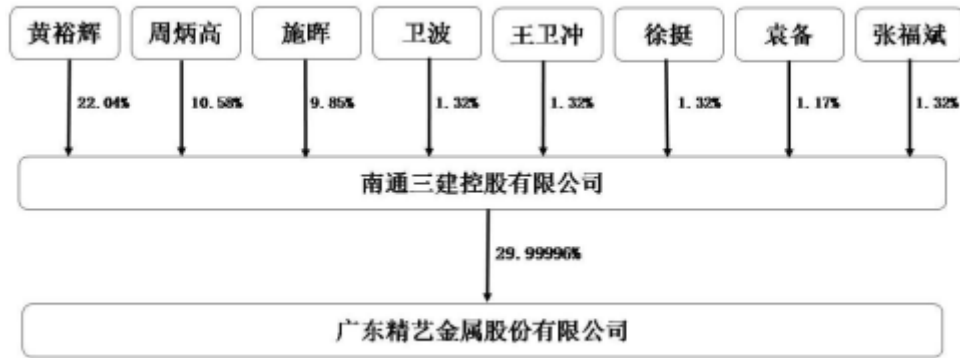 黄裕辉 周炳高 施晖 卫波 王卫冲 徐挺 袁备 张福斌
22.04% 10.58% 9.85% 1.32% 1.32% 1.32% 1.17% 1.32%
南通三建控股有限公司
29.99996%
广东精艺金属股份有限公司